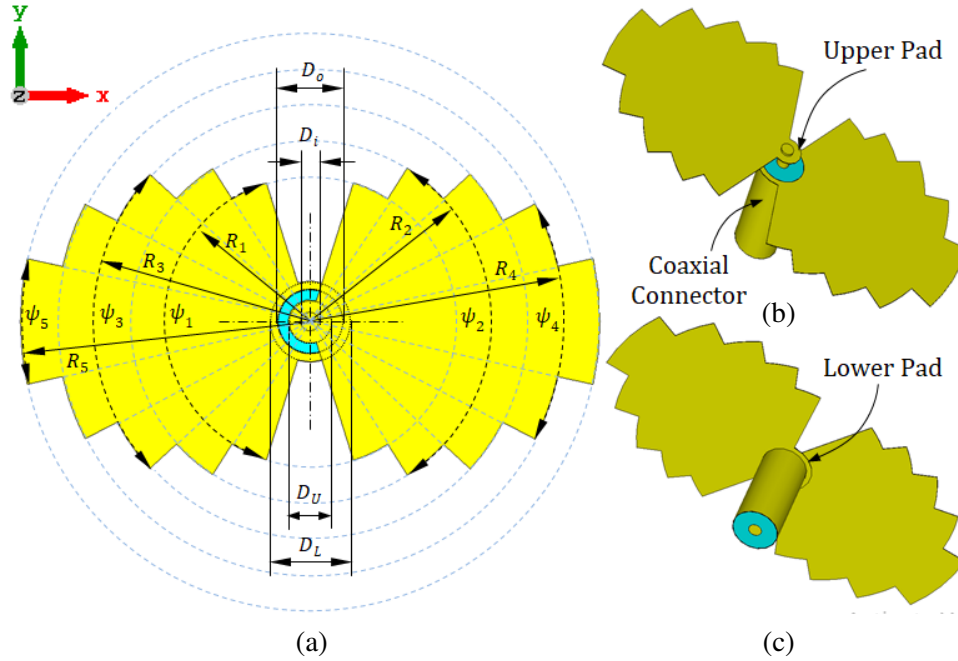 y
z
x
D_o
D_i
R_1
R_2
R_3
R_4
ψ_5
ψ_3
ψ_1
ψ_2
ψ_4
R_5
D_U
D_L
(a)
Upper Pad
Coaxial
Connector
(b)
Lower Pad
(c)